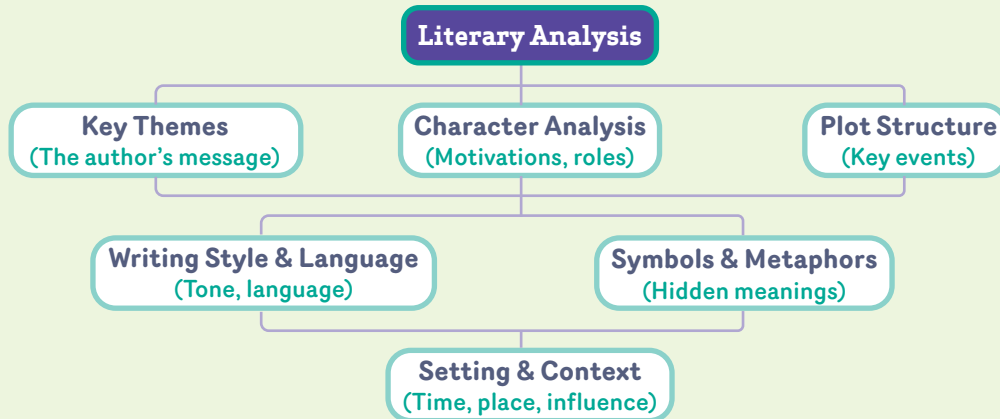 Literary Analysis
Key Themes
(The author's message)
Character Analysis
(Motivations, roles)
Plot Structure
(Key events)
Writing Style & Language
(Tone, language)
Symbols & Metaphors
(Hidden meanings)
Setting & Context
(Time, place, influence)